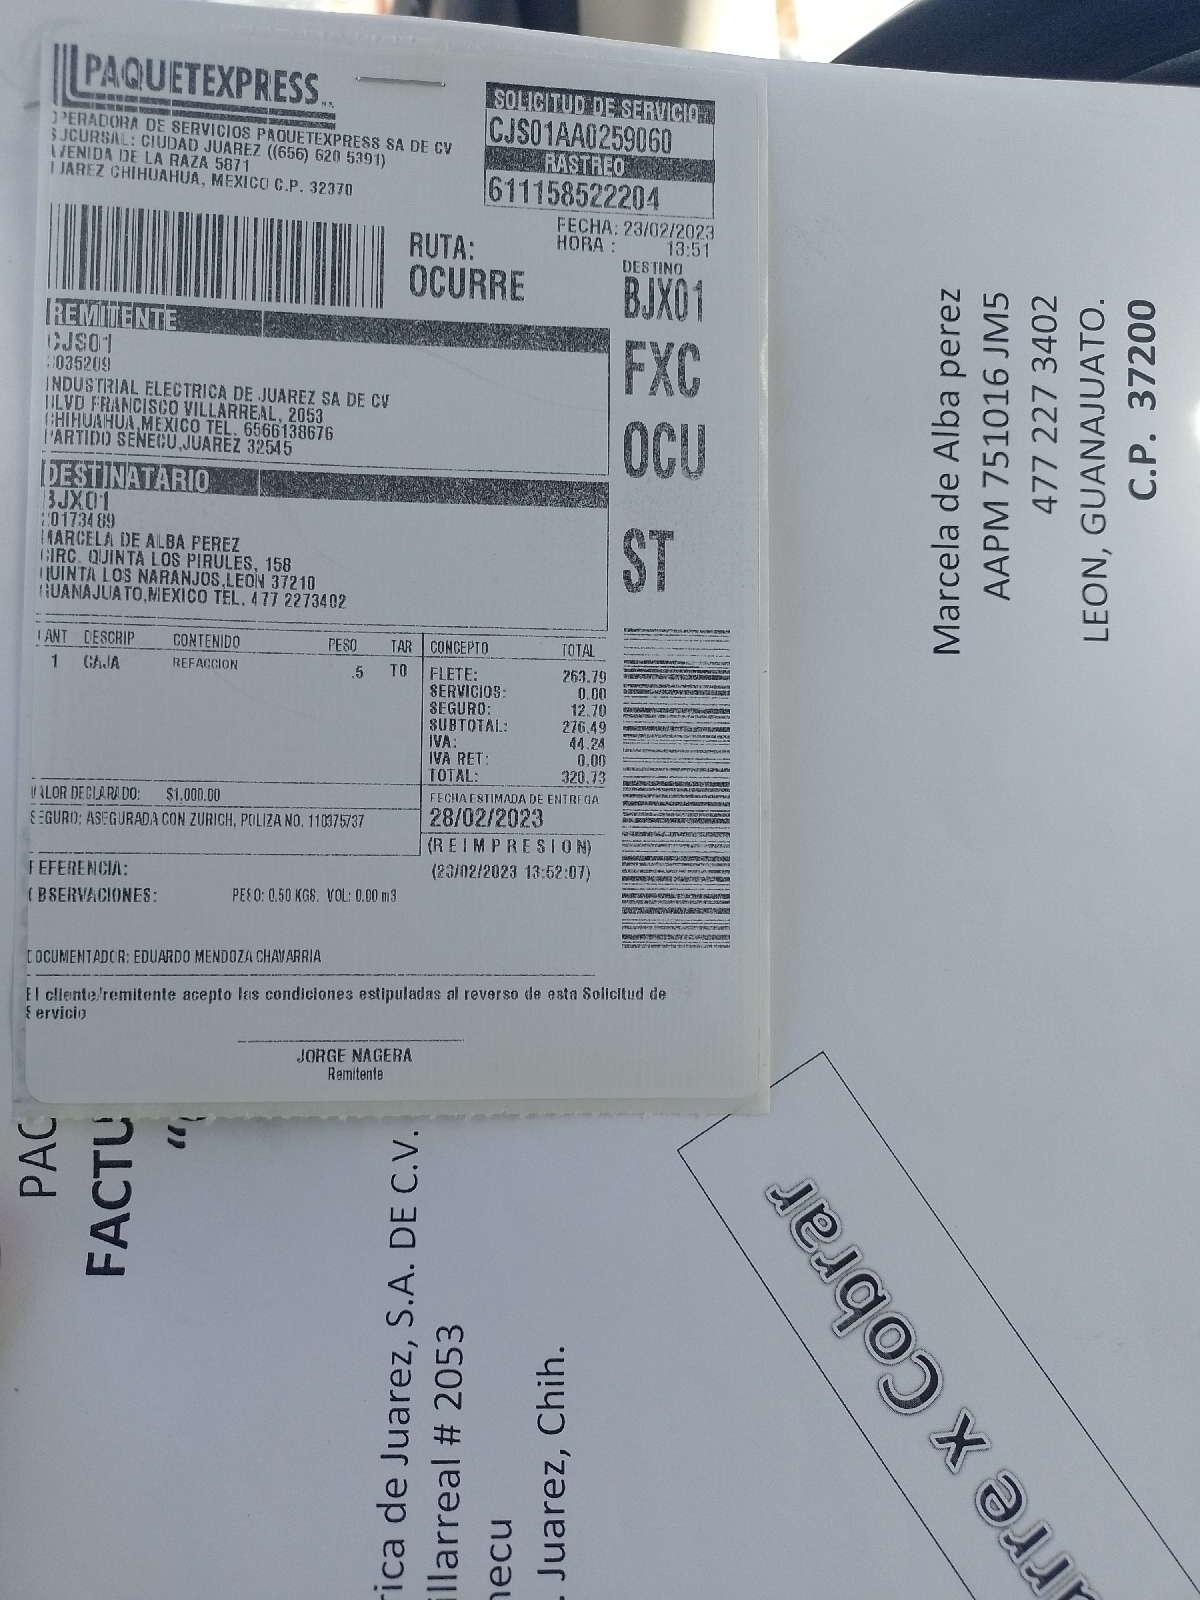 PAQUETEXPRESS
OPERADORA DE SERVICIOS PAQUETEXPRESS SA DE CV
SUCURSAL: CIUDAD JUAREZ ((656) 620 5391)
AVENIDA DE LA RAZA 5871
JUAREZ CHIHUAHUA, MEXICO C.P. 32370
SOLICITUD DE SERVICIO
CJS01AA0259060
RASTREO
611158522204
FECHA: 23/02/2023
HORA : 13:51
RUTA:
OCURRE
DESTINO
BJX01
FXC
OCU
ST
REMITENTE
CJS01
035209
INDUSTRIAL ELECTRICA DE JUAREZ SA DE CV
BLVD FRANCISCO VILLARREAL, 2053
CHIHUAHUA,MEXICO TEL. 6566138676
PARTIDO SENECU,JUAREZ 32545
DESTINATARIO
BJX01
0173489
MARCELA DE ALBA PEREZ
CIRC. QUINTA LOS PIRULES, 158
QUINTA LOS NARANJOS,LEON 37210
GUANAJUATO,MEXICO TEL. 477 2273402
CANT DESCRIP CONTENIDO PESO TAR
1 CAJA REFACCION .5 T0
CONCEPTO TOTAL
FLETE: 263.79
SERVICIOS: 0.00
SEGURO: 12.70
SUBTOTAL: 276.49
IVA: 44.24
IVA RET: 0.00
TOTAL: 320.73
VALOR DECLARADO: $1,000.00
SEGURO: ASEGURADA CON ZURICH, POLIZA NO. 110375737
FECHA ESTIMADA DE ENTREGA
28/02/2023
(REIMPRESION)
(23/02/2023 13:52:07)
REFERENCIA:
OBSERVACIONES: PESO: 0.50 KGS. VOL: 0.00 m3
DOCUMENTADOR: EDUARDO MENDOZA CHAVARRIA
El cliente/remitente acepto las condiciones estipuladas al reverso de esta Solicitud de
Servicio
JORGE NAGERA
Remitente
Marcela de Alba perez
AAPM 751016 JM5
477 227 3402
LEON, GUANAJUATO.
C.P. 37200
PAQ
FACTU
"
rica de Juarez, S.A. DE C.V.
illarreal # 2053
necu
. Juarez, Chih.
urre x Cobrar